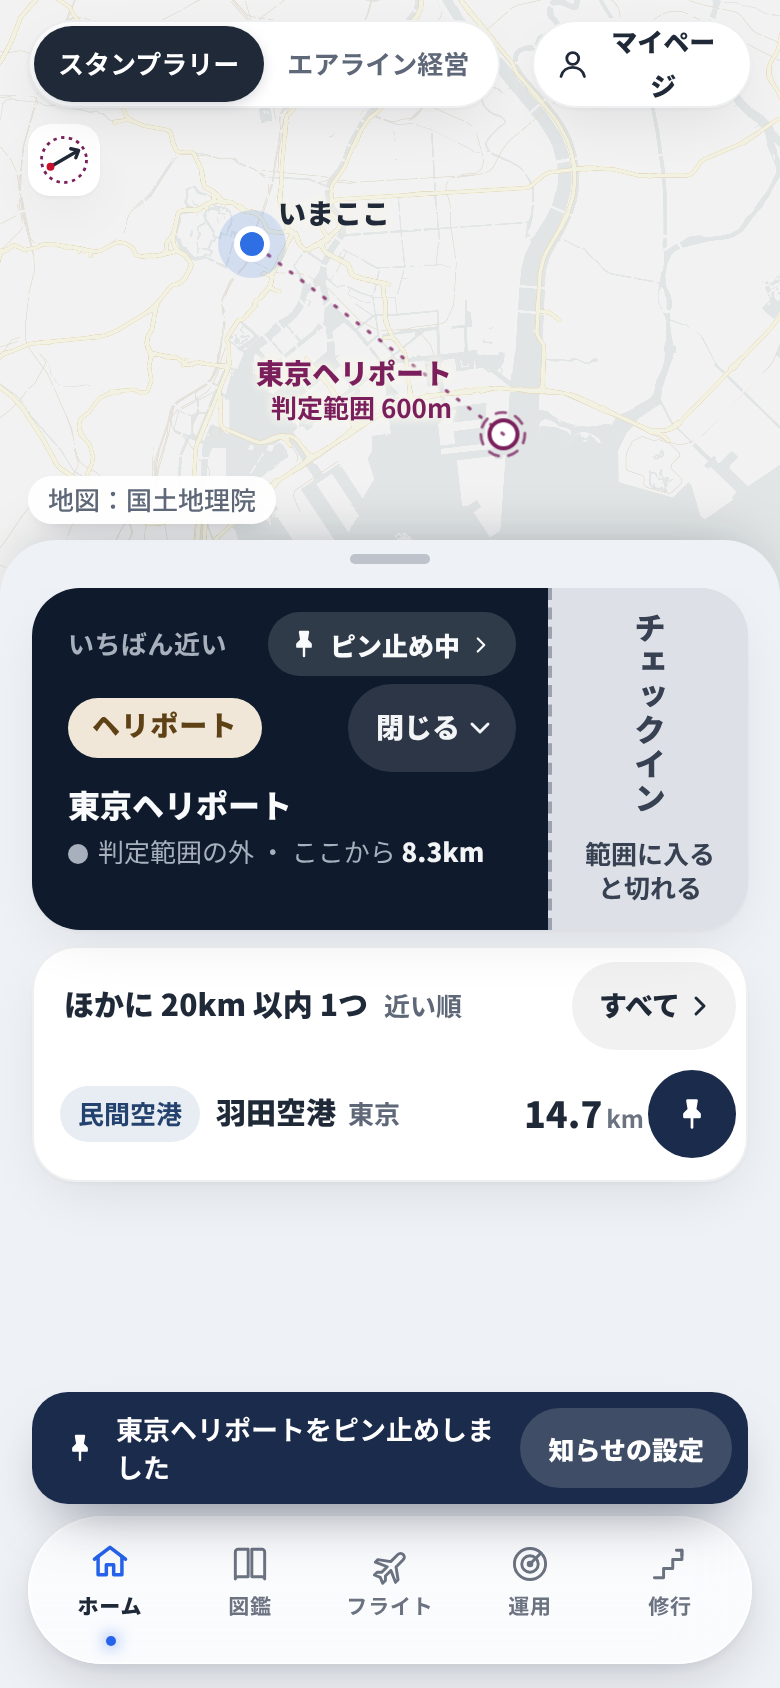 スタンプラリー
エアライン経営
マイペー
ジ
いまここ
東京ヘリポート
判定範囲 600m
地図：国土地理院
いちばん近い
ピン止め中
ヘリポート
閉じる
東京ヘリポート
判定範囲の外 ・ ここから 8.3km
チェックイン
範囲に入る
と切れる
ほかに 20km 以内 1つ 近い順
すべて
民間空港 羽田空港 東京 14.7 km
東京ヘリポートをピン止めしま
した
知らせの設定
ホーム
図鑑
フライト
運用
修行